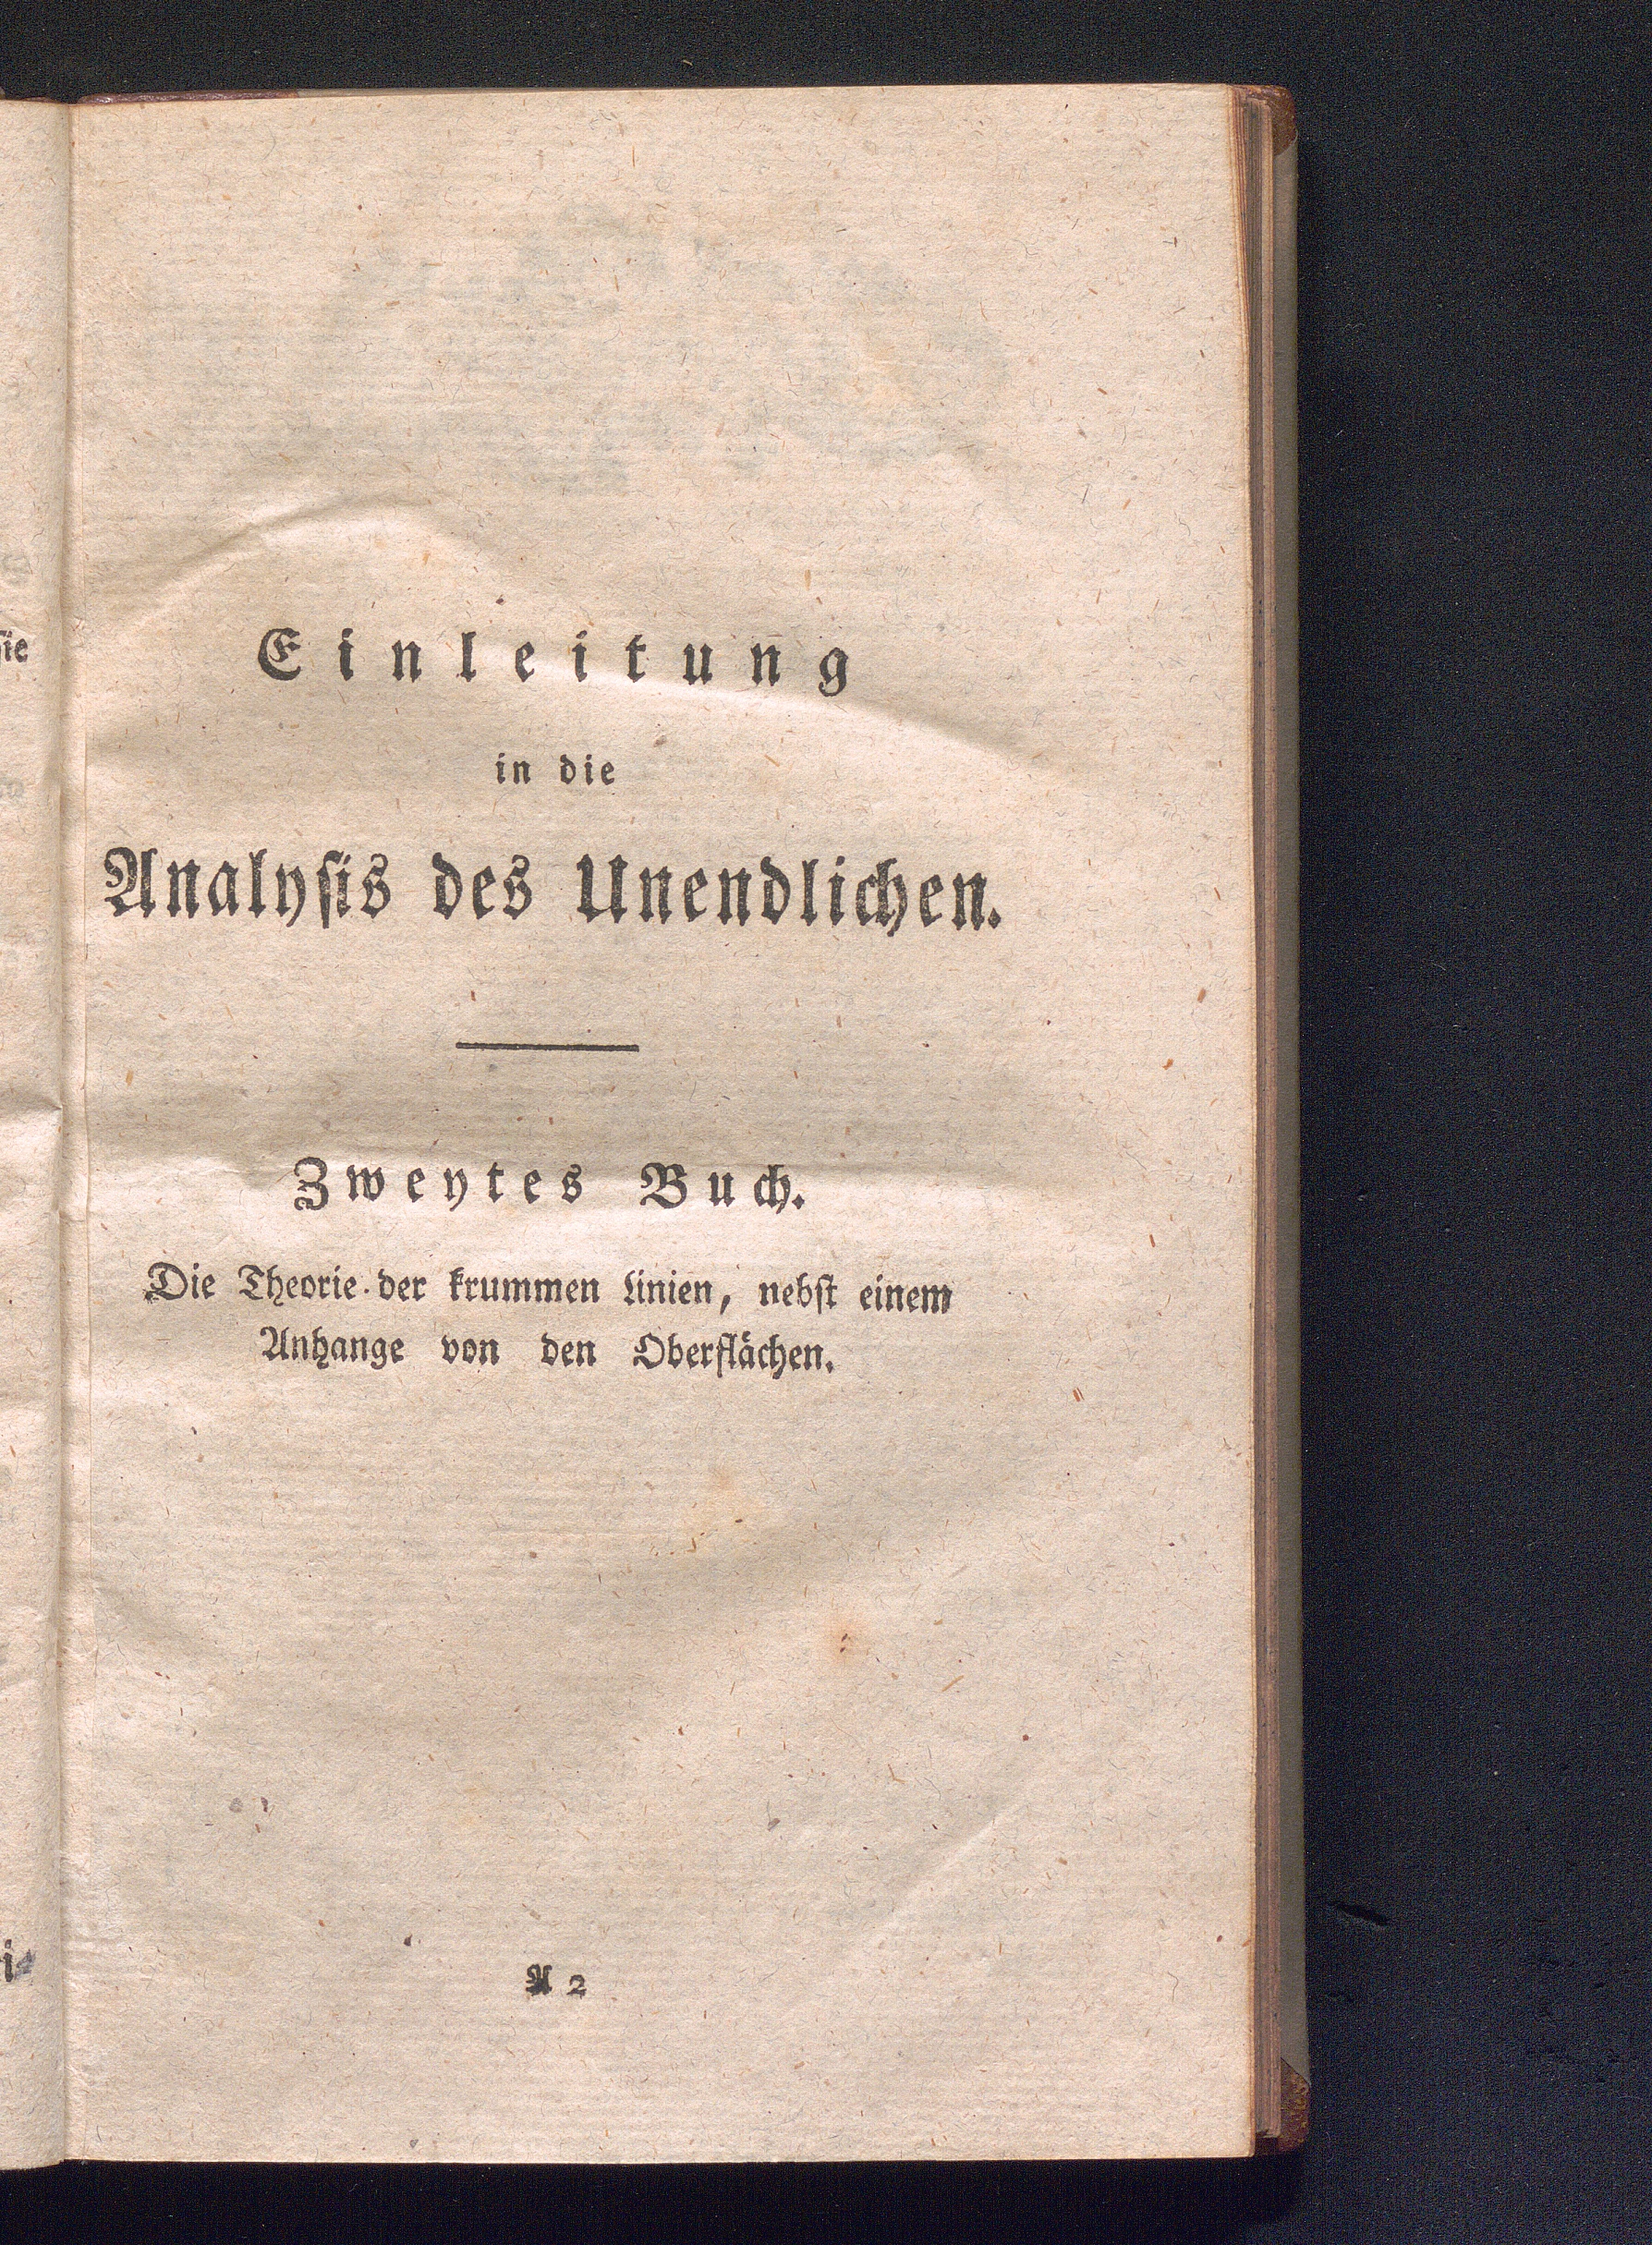 Einleitung
in die
Analysis des Unendlichen.
Zweytes Buch.
Die Theorie der krummen Linien, nebst einem
Anhange von den Oberflächen.
A 2